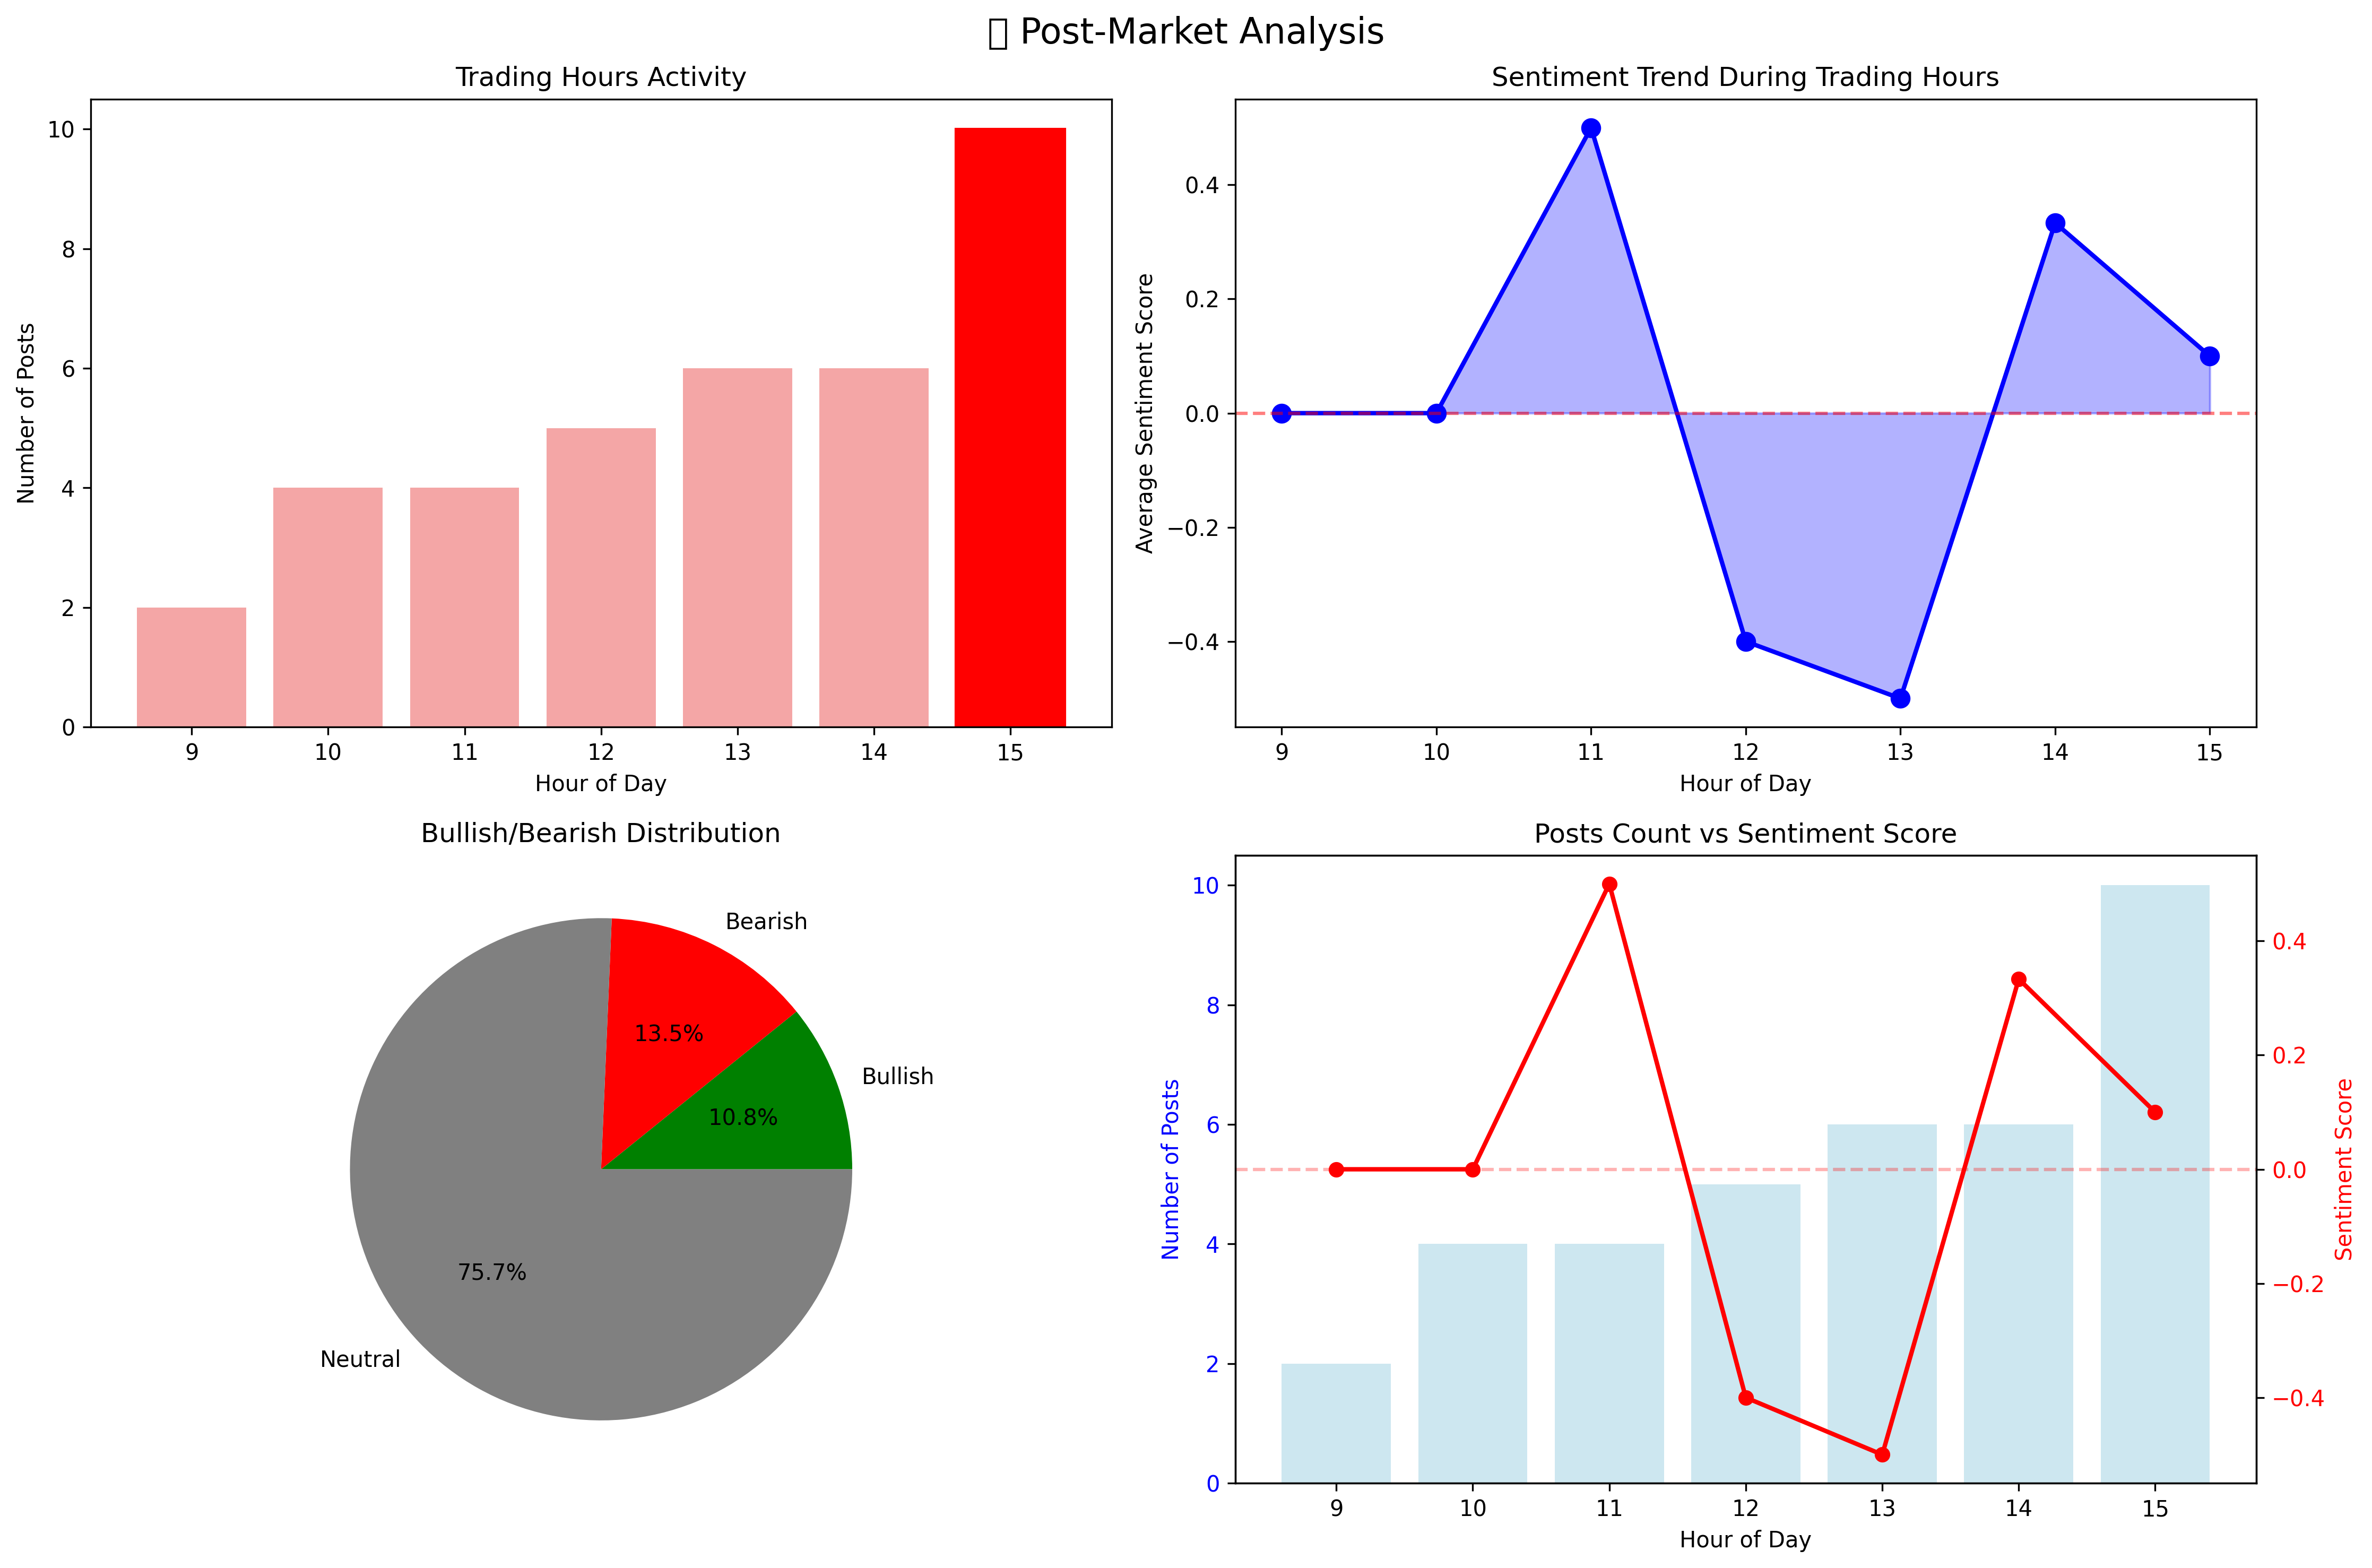 ▯ Post-Market Analysis
Trading Hours Activity
Number of Posts
10
8
6
4
2
0
9 10 11 12 13 14 15
Hour of Day
Sentiment Trend During Trading Hours
Average Sentiment Score
0.4
0.2
0.0
−0.2
−0.4
9 10 11 12 13 14 15
Hour of Day
Bullish/Bearish Distribution
Bearish
13.5%
Bullish
10.8%
75.7%
Neutral
Posts Count vs Sentiment Score
Number of Posts
10
8
6
4
2
0
0.4
0.2
0.0
−0.2
−0.4
Sentiment Score
9 10 11 12 13 14 15
Hour of Day